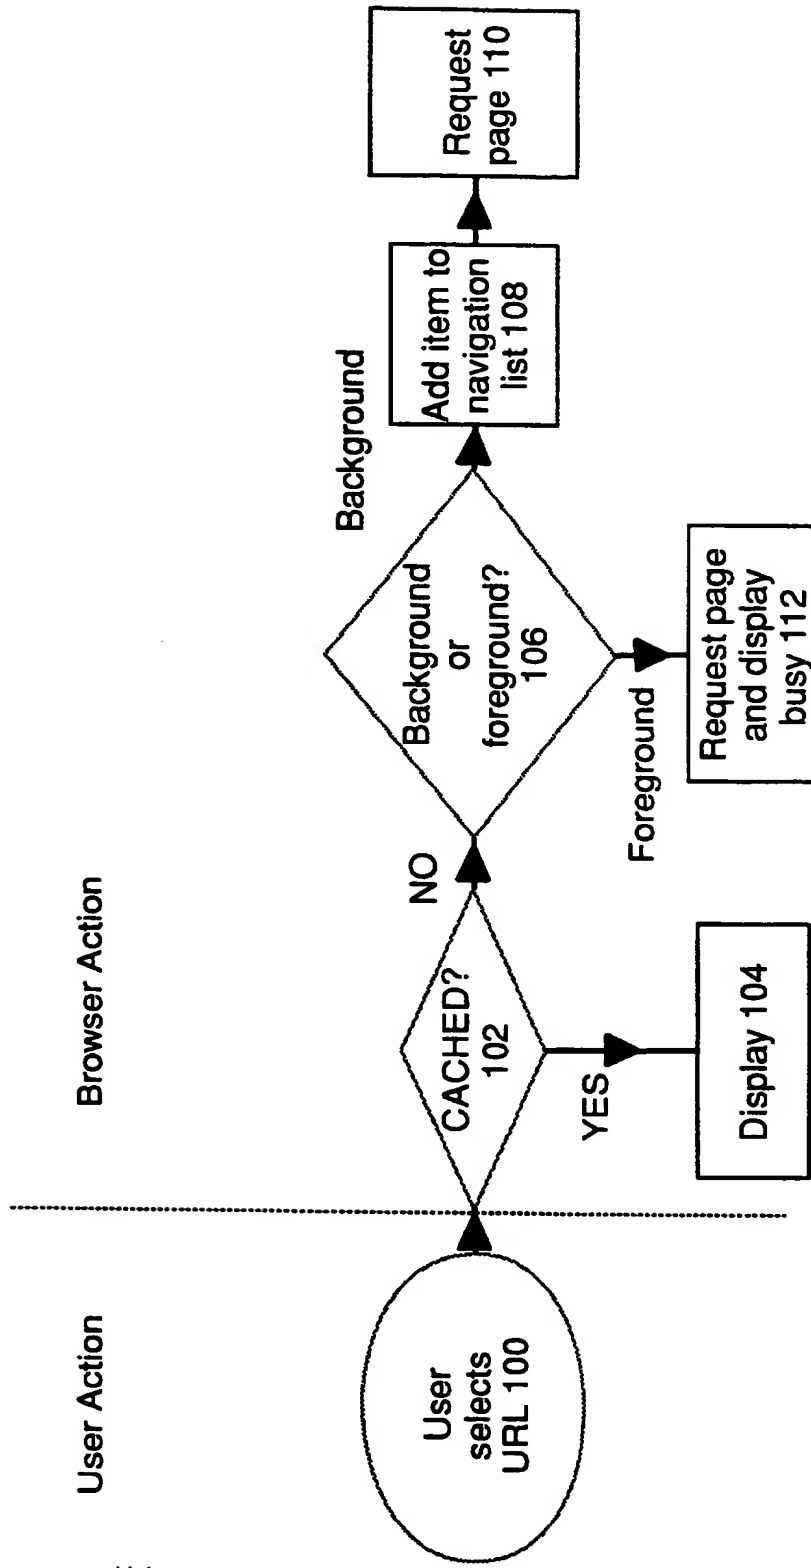 User Action
Browser Action
User
selects
URL 100
CACHED?
102
NO
YES
Display 104
Background
or
foreground?
106
Background
Foreground
Add item to
navigation
list 108
Request
page 110
Request page
and display
busy 112